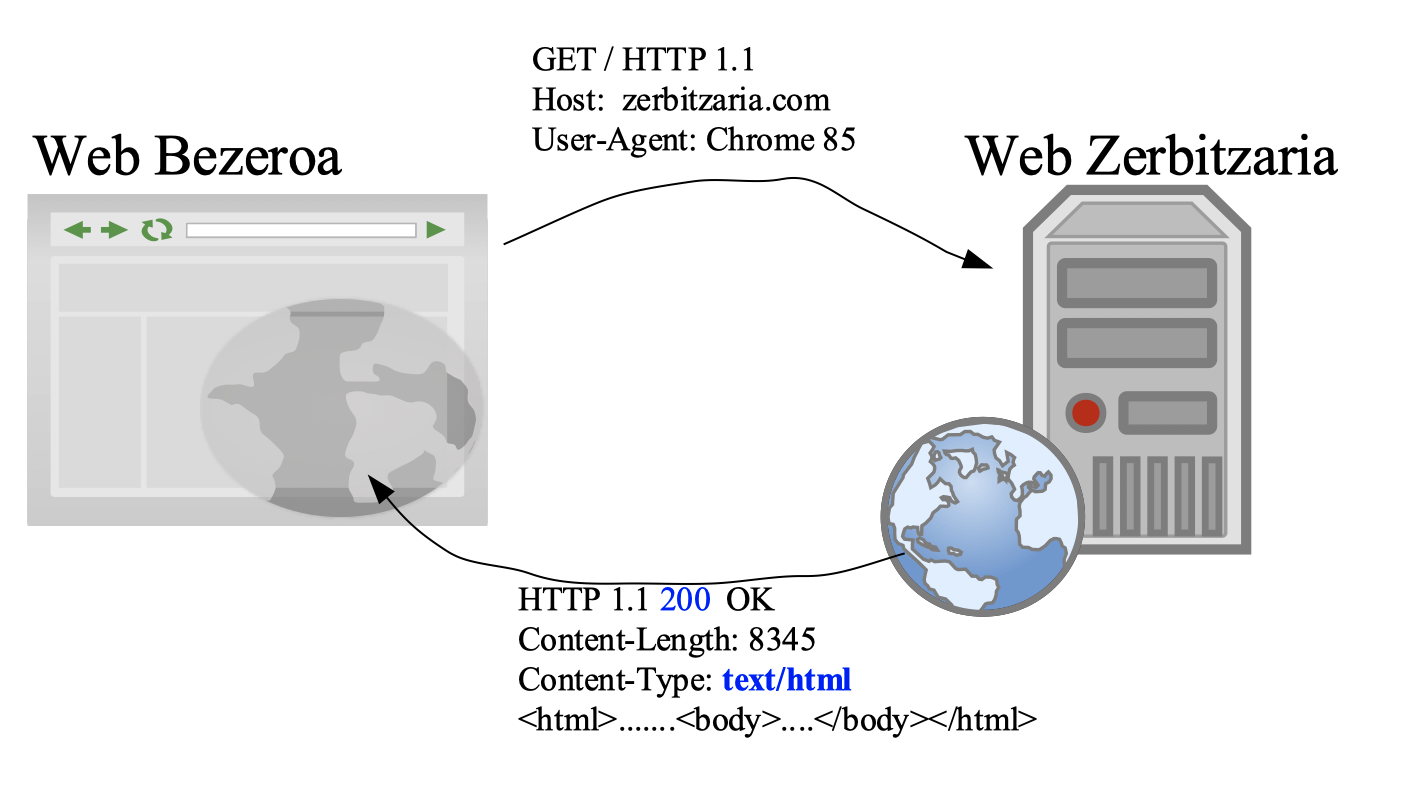 GET / HTTP 1.1
Host:  zerbitzaria.com
User-Agent: Chrome 85
Web Bezeroa
Web Zerbitzaria
HTTP 1.1 200  OK
Content-Length: 8345
Content-Type: text/html
<html>.......<body>....</body></html>